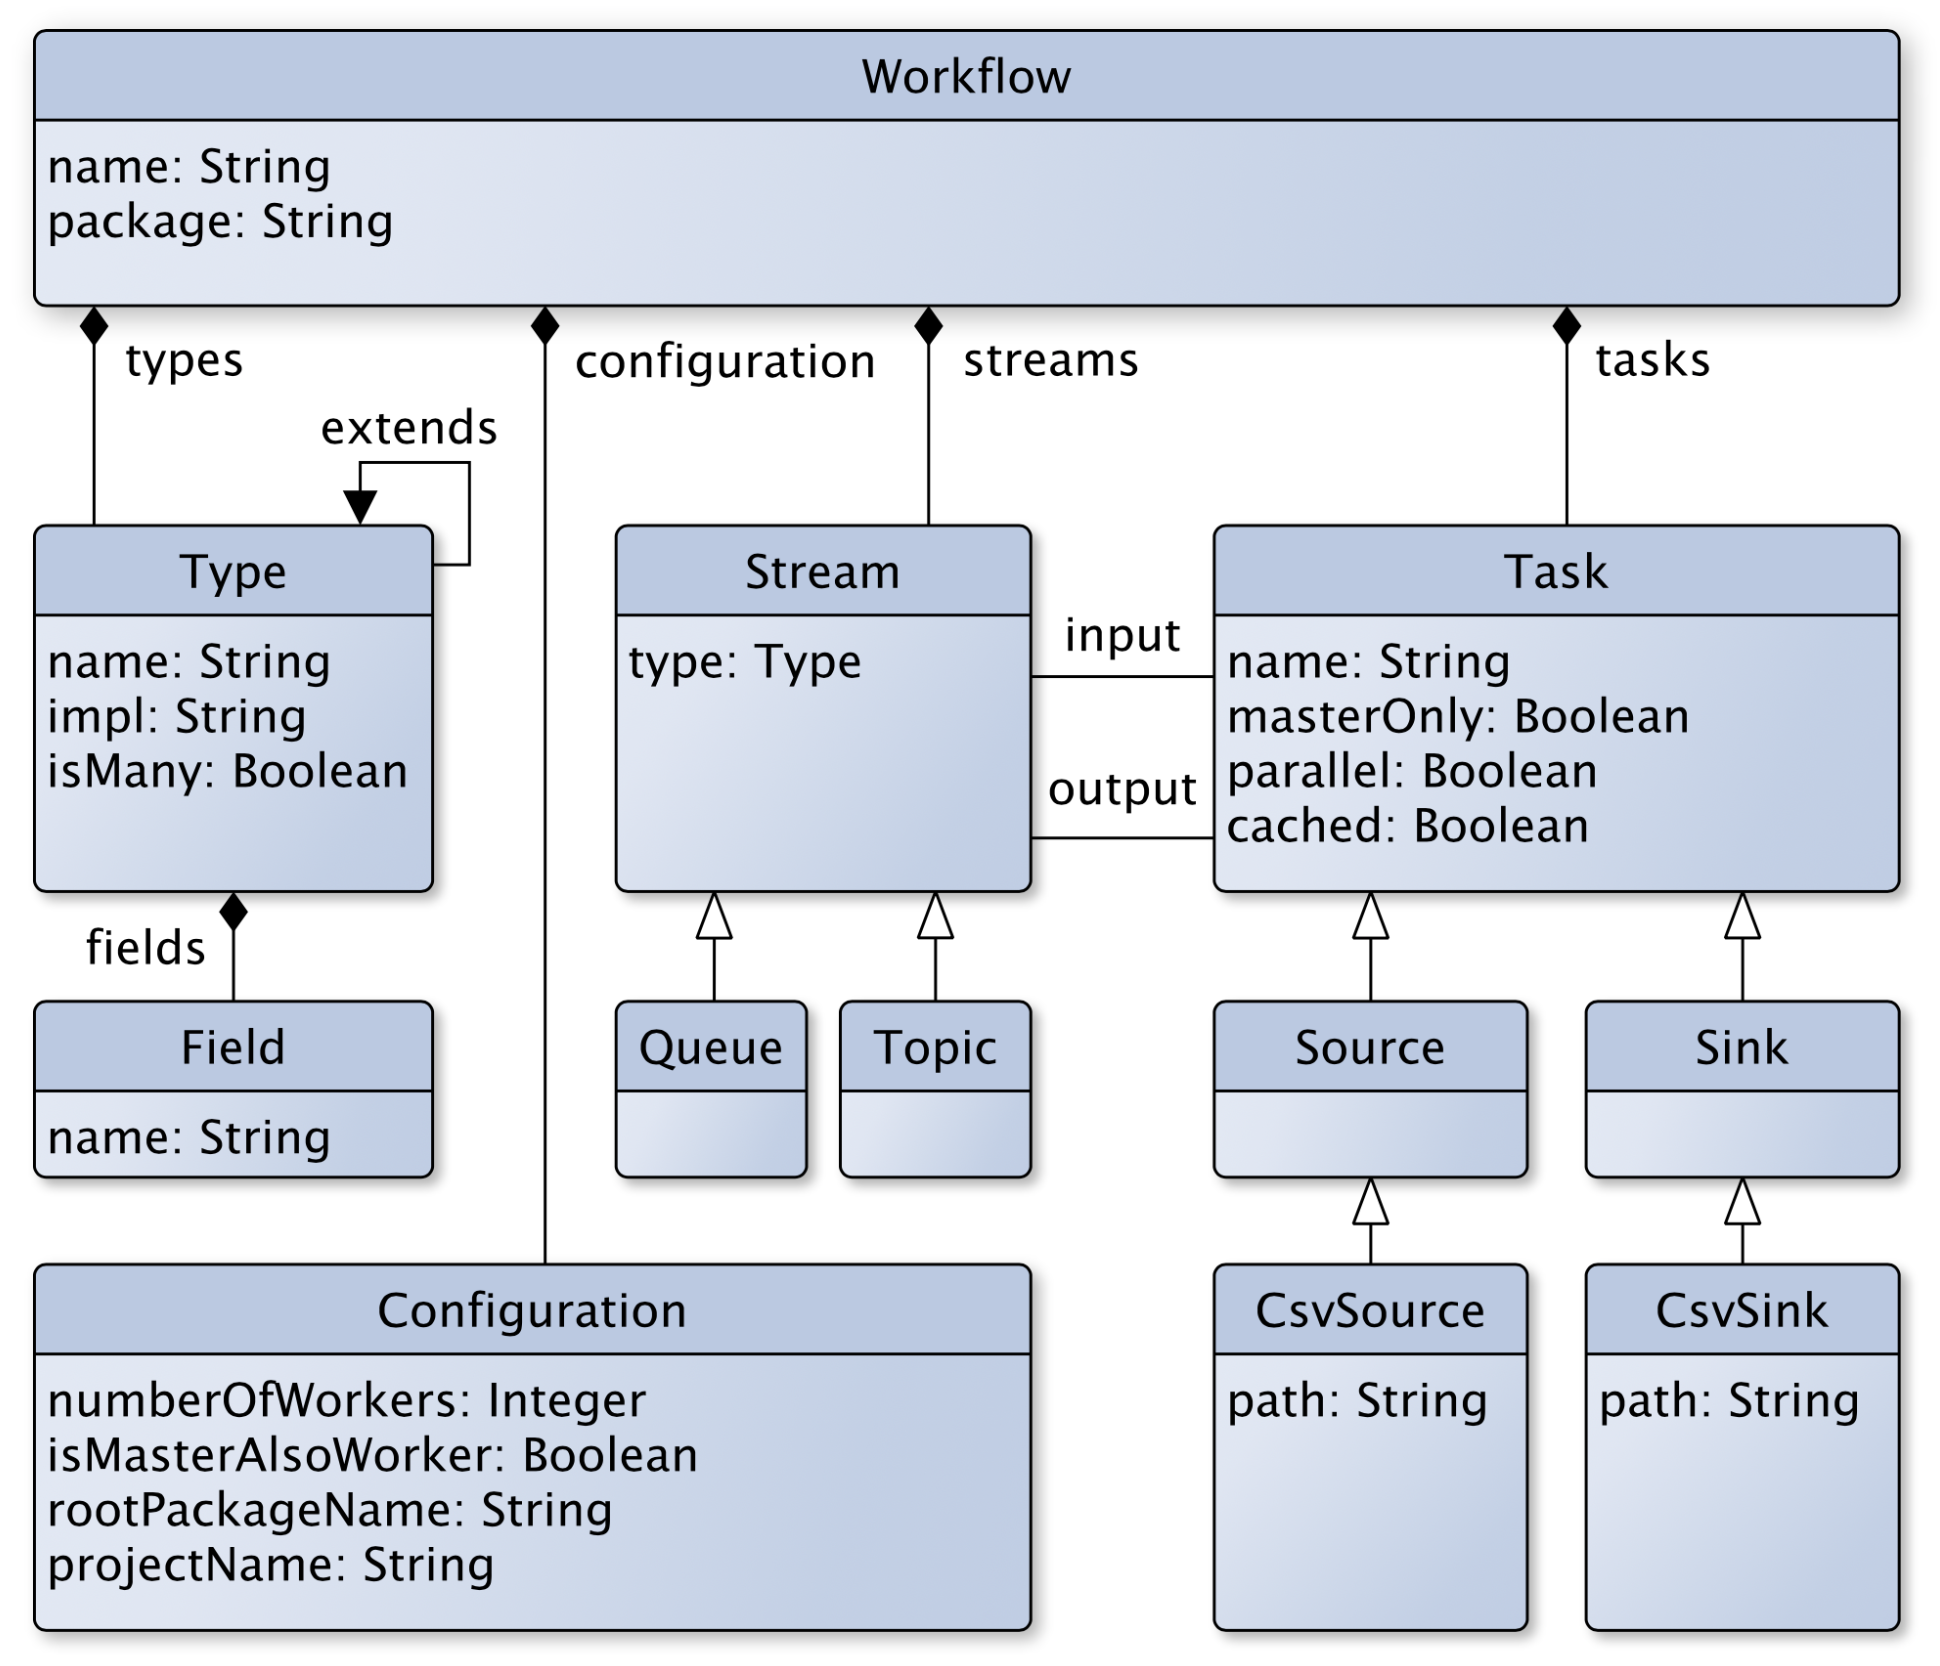 Workflow
name: String
package: String
types
configuration
streams
tasks
extends
Type
name: String
impl: String
isMany: Boolean
Stream
type: Type
input
output
Task
name: String
masterOnly: Boolean
parallel: Boolean
cached: Boolean
fields
Field
name: String
Queue
Topic
Source
Sink
Configuration
numberOfWorkers: Integer
isMasterAlsoWorker: Boolean
rootPackageName: String
projectName: String
CsvSource
path: String
CsvSink
path: String